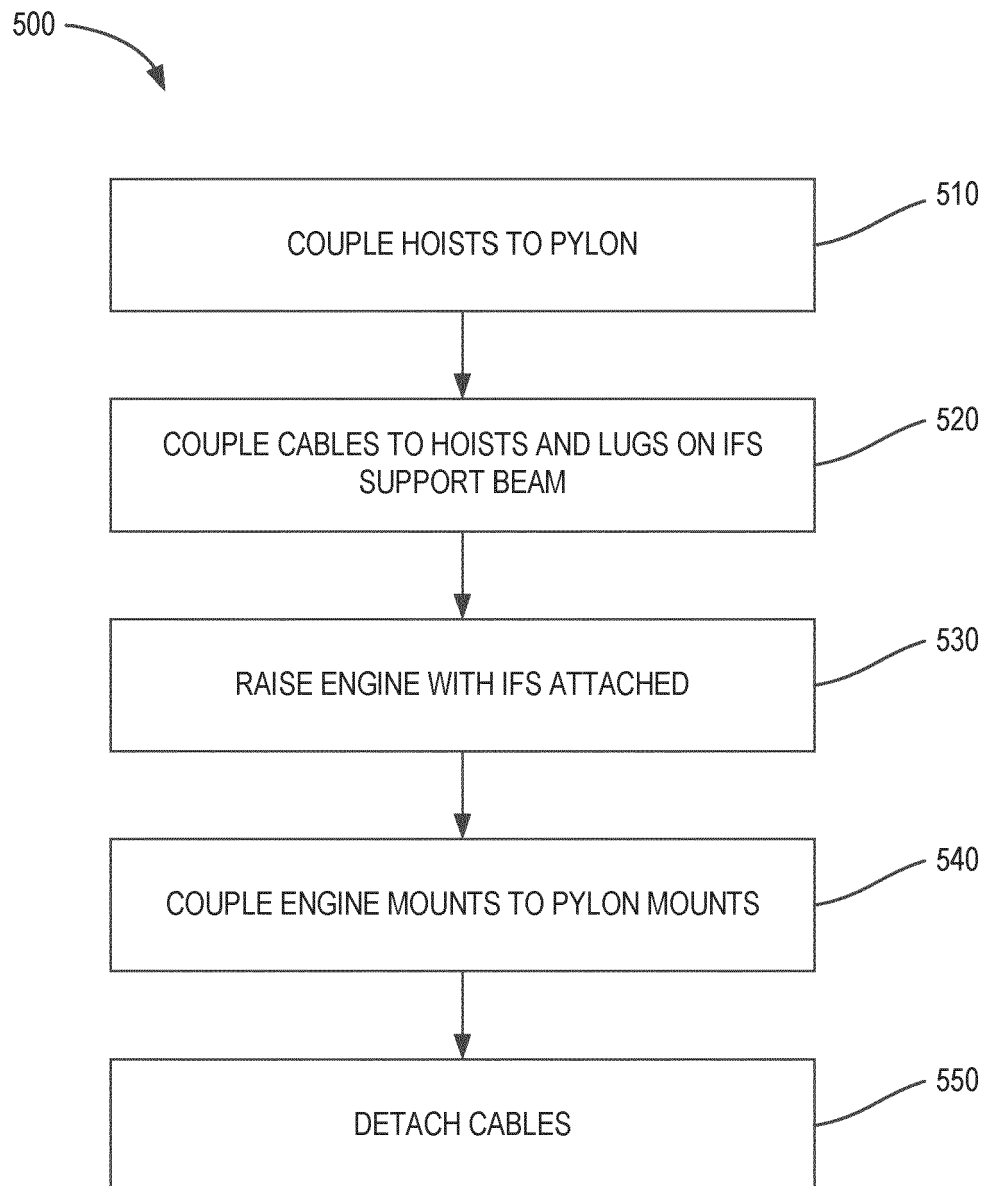 500
COUPLE HOISTS TO PYLON
510
COUPLE CABLES TO HOISTS AND LUGS ON IFS
SUPPORT BEAM
520
RAISE ENGINE WITH IFS ATTACHED
530
COUPLE ENGINE MOUNTS TO PYLON MOUNTS
540
DETACH CABLES
550